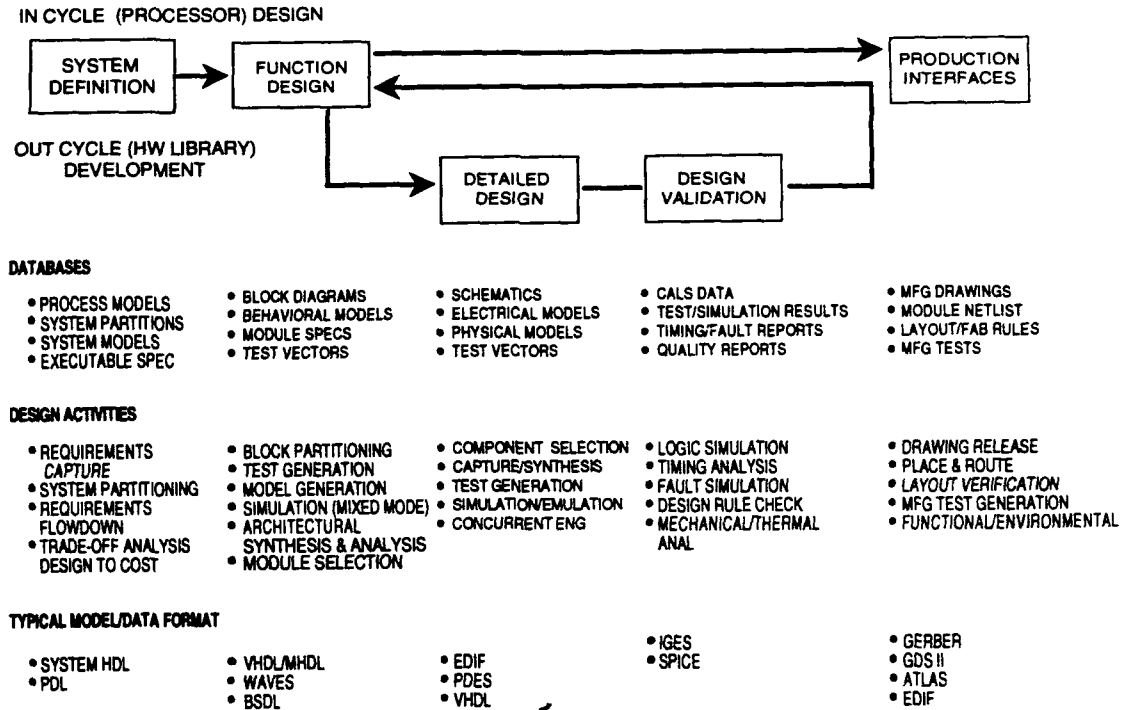 IN CYCLE (PROCESSOR) DESIGN
SYSTEM
DEFINITION
FUNCTION
DESIGN
PRODUCTION
INTERFACES
OUT CYCLE (HW LIBRARY)
DEVELOPMENT
DETAILED
DESIGN
DESIGN
VALIDATION
DATABASES
• PROCESS MODELS
• SYSTEM PARTITIONS
• SYSTEM MODELS
• EXECUTABLE SPEC
• BLOCK DIAGRAMS
• BEHAVIORAL MODELS
• MODULE SPECS
• TEST VECTORS
• SCHEMATICS
• ELECTRICAL MODELS
• PHYSICAL MODELS
• TEST VECTORS
• CALS DATA
• TEST/SIMULATION RESULTS
• TIMING/FAULT REPORTS
• QUALITY REPORTS
• MFG DRAWINGS
• MODULE NETLIST
• LAYOUT/FAB RULES
• MFG TESTS
DESIGN ACTIVITIES
• REQUIREMENTS
CAPTURE
• SYSTEM PARTITIONING
• REQUIREMENTS
FLOWDOWN
• TRADE-OFF ANALYSIS
DESIGN TO COST
• BLOCK PARTITIONING
• TEST GENERATION
• MODEL GENERATION
• SIMULATION (MIXED MODE)
• ARCHITECTURAL
SYNTHESIS & ANALYSIS
• MODULE SELECTION
• COMPONENT SELECTION
• CAPTURE/SYNTHESIS
• TEST GENERATION
• SIMULATION/EMULATION
• CONCURRENT ENG
• LOGIC SIMULATION
• TIMING ANALYSIS
• FAULT SIMULATION
• DESIGN RULE CHECK
• MECHANICAL/THERMAL
ANAL
• DRAWING RELEASE
• PLACE & ROUTE
• LAYOUT VERIFICATION
• MFG TEST GENERATION
• FUNCTIONAL/ENVIRONMENTAL
TYPICAL MODEL/DATA FORMAT
• SYSTEM HDL
• PDL
• VHDL/MHDL
• WAVES
• BSDL
• EDIF
• PDES
• VHDL
• IGES
• SPICE
• GERBER
• GDS II
• ATLAS
• EDIF